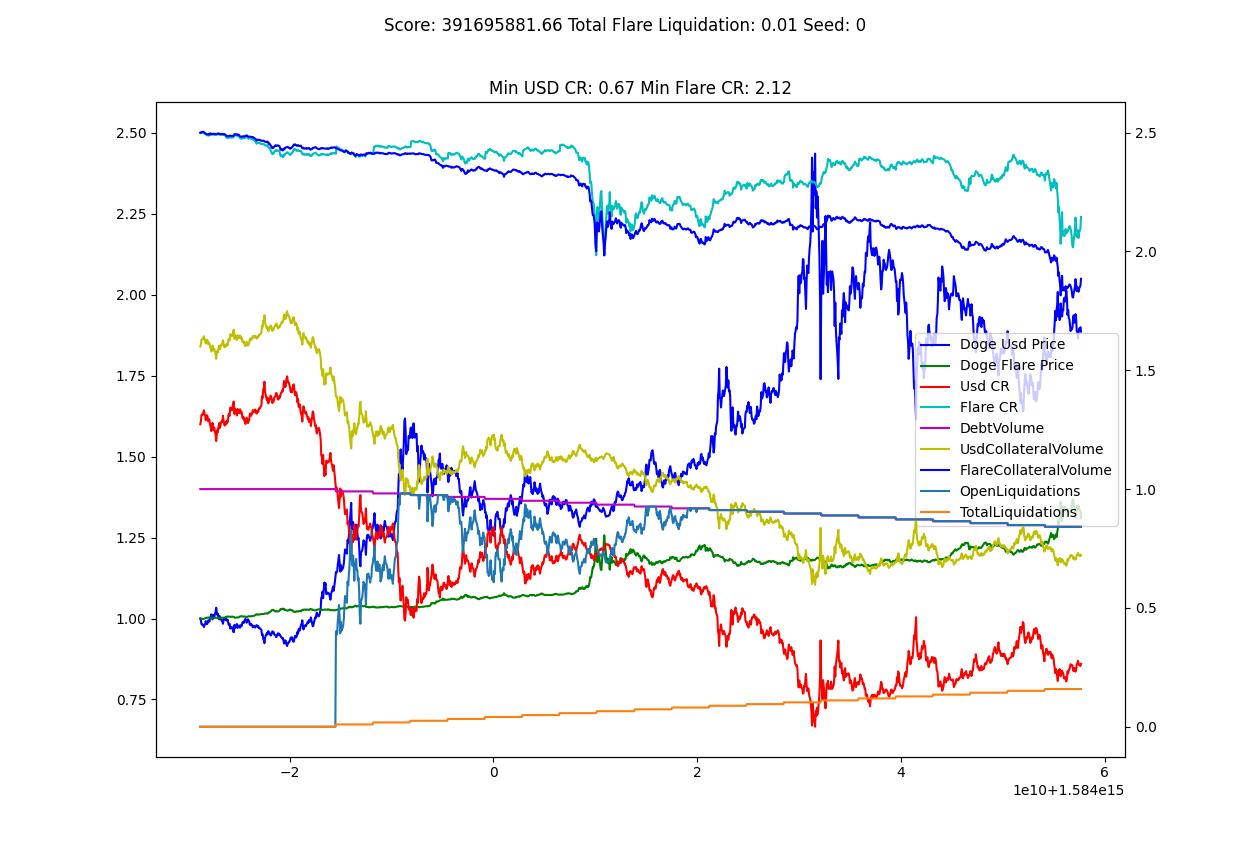 Score: 391695881.66 Total Flare Liquidation: 0.01 Seed: 0
Min USD CR: 0.67 Min Flare CR: 2.12
2.50
2.25
2.00
1.75
1.50
1.25
1.00
0.75
2.5
2.0
1.5
1.0
0.5
0.0
Doge Usd Price
Doge Flare Price
Usd CR
Flare CR
DebtVolume
UsdCollateralVolume
FlareCollateralVolume
OpenLiquidations
TotalLiquidations
−2 0 2 4 6
1e10+1.584e15